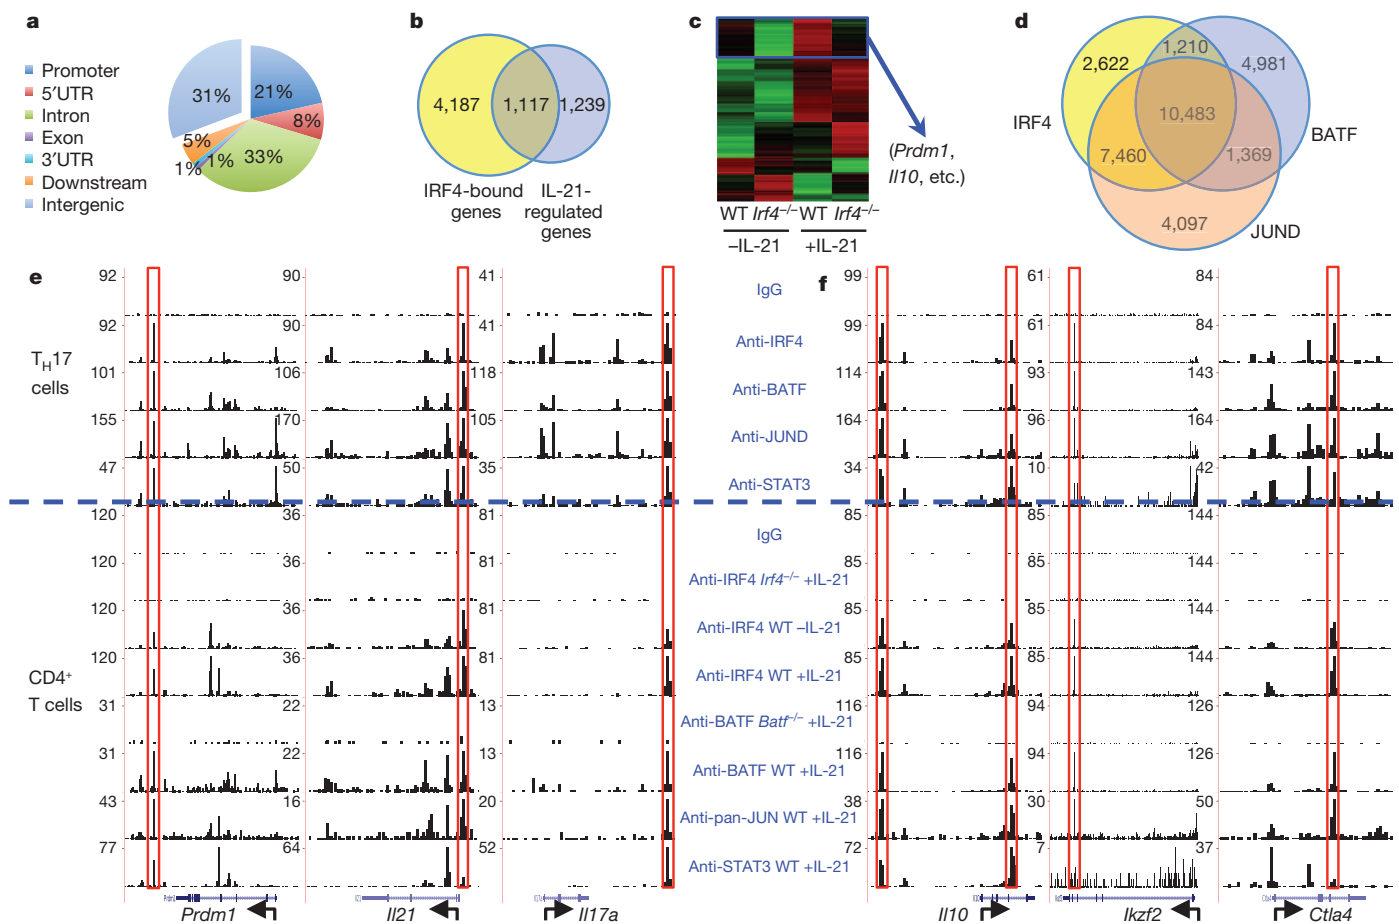 a
Promoter
5′UTR
Intron
Exon
3′UTR
Downstream
Intergenic
31%
21%
8%
33%
1%
1%
5%
b
4,187
1,117
1,239
IRF4-bound
genes
IL-21-
regulated
genes
c
(Prdm1,
Il10, etc.)
WT Irf4–/– WT Irf4–/–
–IL-21 +IL-21
d
2,622
1,210
4,981
10,483
7,460
1,369
4,097
IRF4
BATF
JUND
e
f
TH17
cells
CD4+
T cells
92 90 41 IgG 99 61 84
92 90 41 Anti-IRF4 99 61 84
101 106 118 Anti-BATF 114 93 143
155 170 105 Anti-JUND 164 96 164
47 50 35 Anti-STAT3 34 10 42
120 36 81 IgG 85 85 144
120 36 81 Anti-IRF4 Irf4–/– +IL-21 85 85 144
120 36 81 Anti-IRF4 WT –IL-21 85 85 144
120 36 81 Anti-IRF4 WT +IL-21 85 85 144
31 22 13 Anti-BATF Batf–/– +IL-21 116 94 126
31 22 13 Anti-BATF WT +IL-21 116 94 126
43 16 20 Anti-pan-JUN WT +IL-21 38 30 50
77 64 52 Anti-STAT3 WT +IL-21 72 7 37
Prdm1 Il21 Il17a Il10 Ikzf2 Ctla4